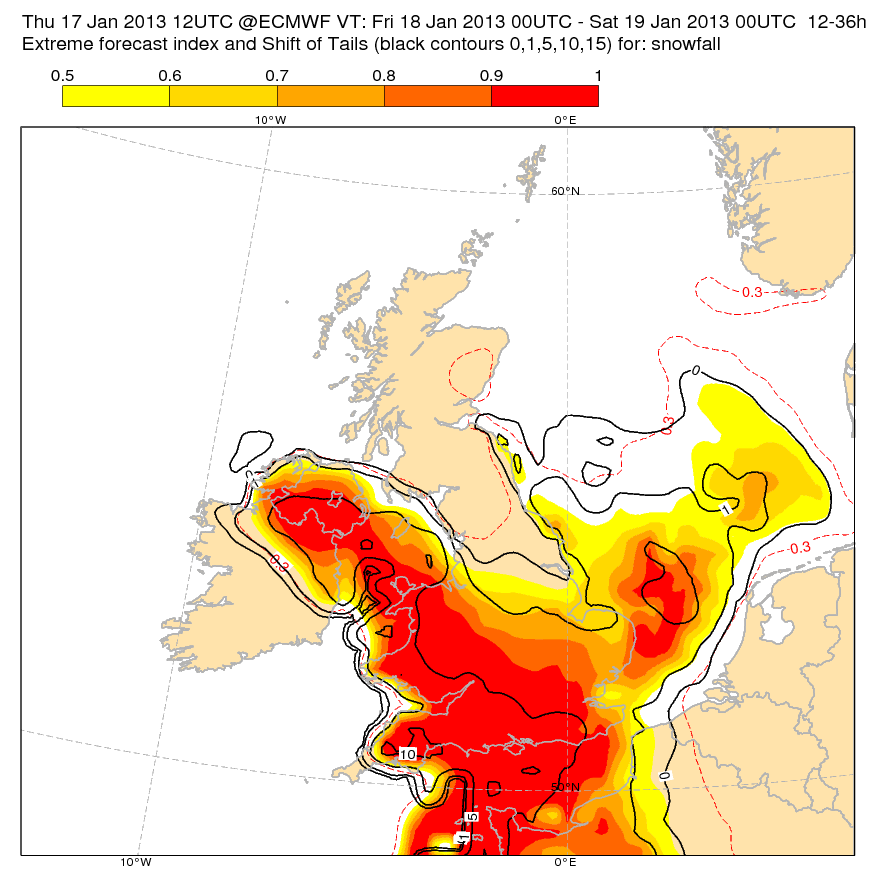 Thu 17 Jan 2013 12UTC @ECMWF VT: Fri 18 Jan 2013 00UTC - Sat 19 Jan 2013 00UTC 12-36h
Extreme forecast index and Shift of Tails (black contours 0,1,5,10,15) for: snowfall
0.5 0.6 0.7 0.8 0.9 1
10°W 0°E
60°N
0.3
0
0.3
1
0.3
0.3
10
0
50°N
5
1
10°W 0°E